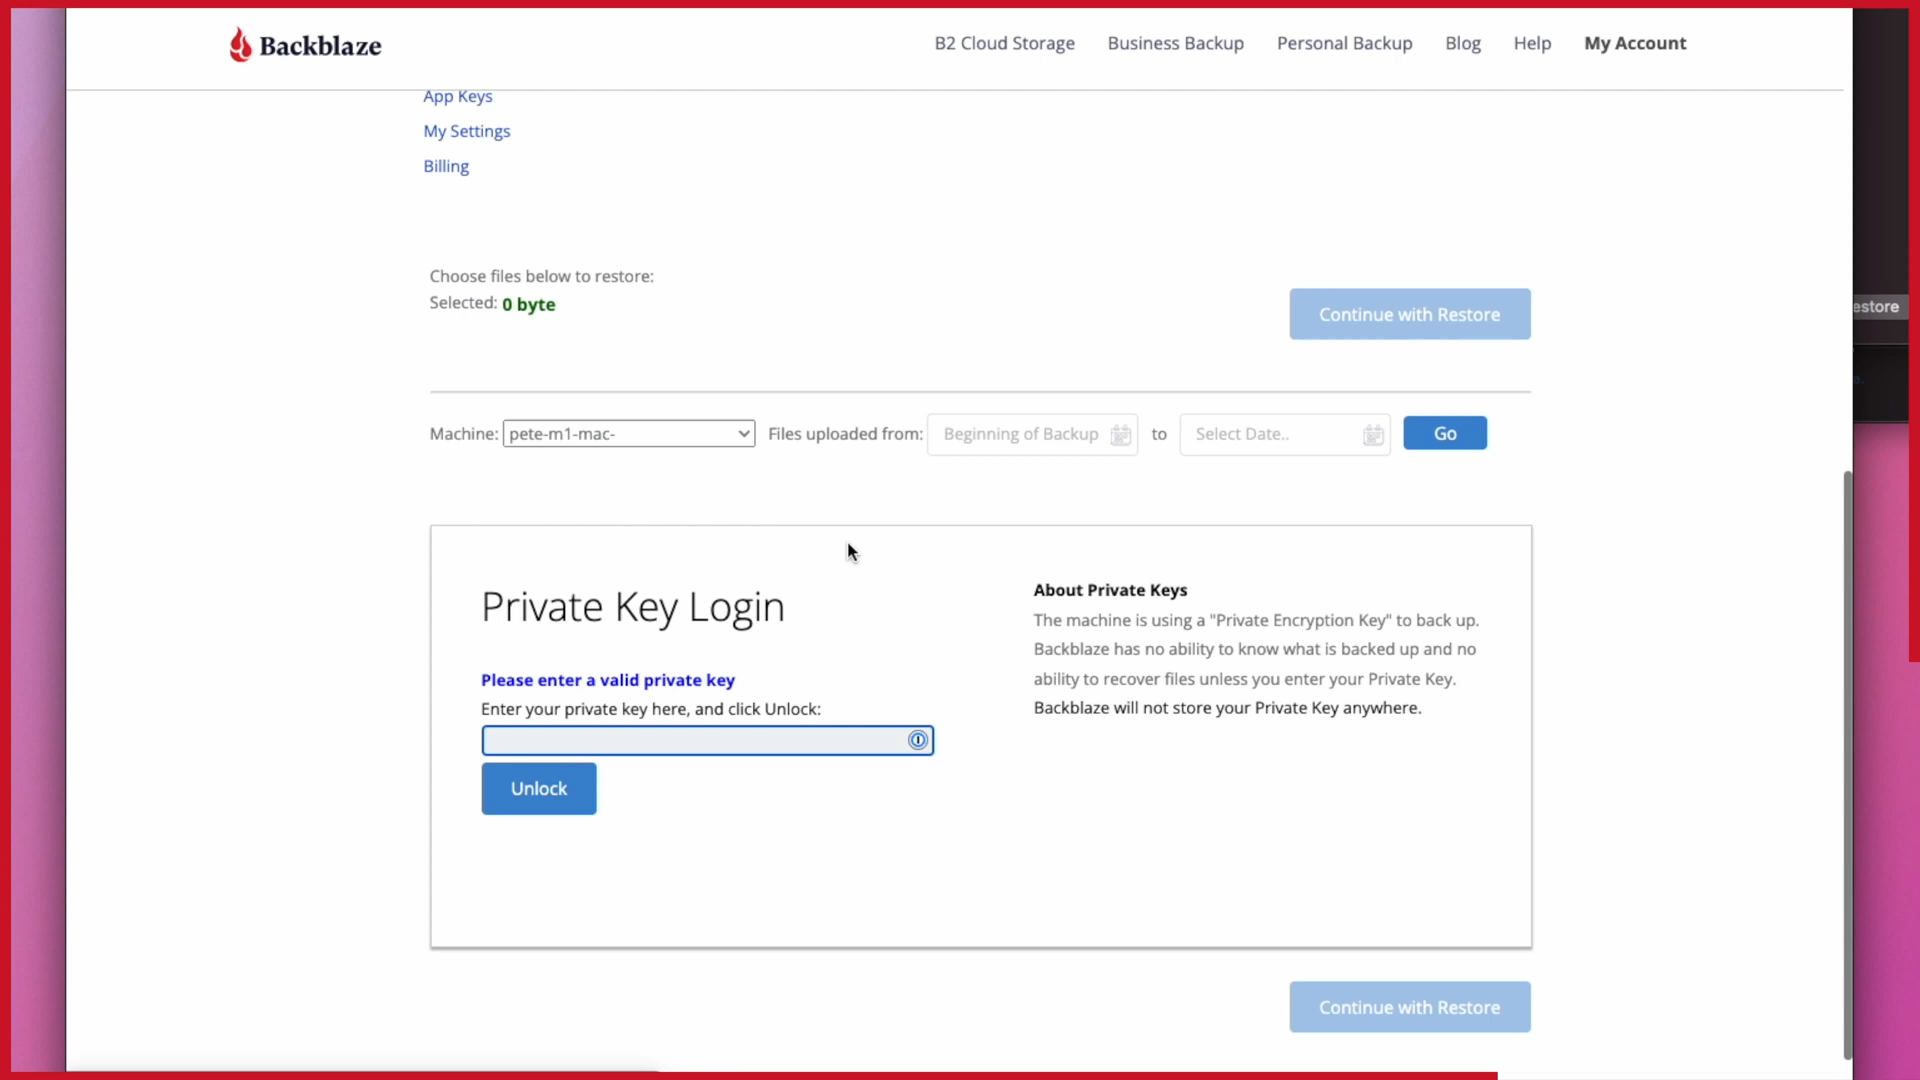 Backblaze
B2 Cloud Storage Business Backup Personal Backup Blog Help My Account
App Keys
My Settings
Billing
Choose files below to restore:
Selected: 0 byte
Continue with Restore
estore
Machine: pete-m1-mac- Files uploaded from: Beginning of Backup to Select Date.. Go
Private Key Login
Please enter a valid private key
Enter your private key here, and click Unlock:
Unlock
About Private Keys
The machine is using a "Private Encryption Key" to back up.
Backblaze has no ability to know what is backed up and no
ability to recover files unless you enter your Private Key.
Backblaze will not store your Private Key anywhere.
Continue with Restore